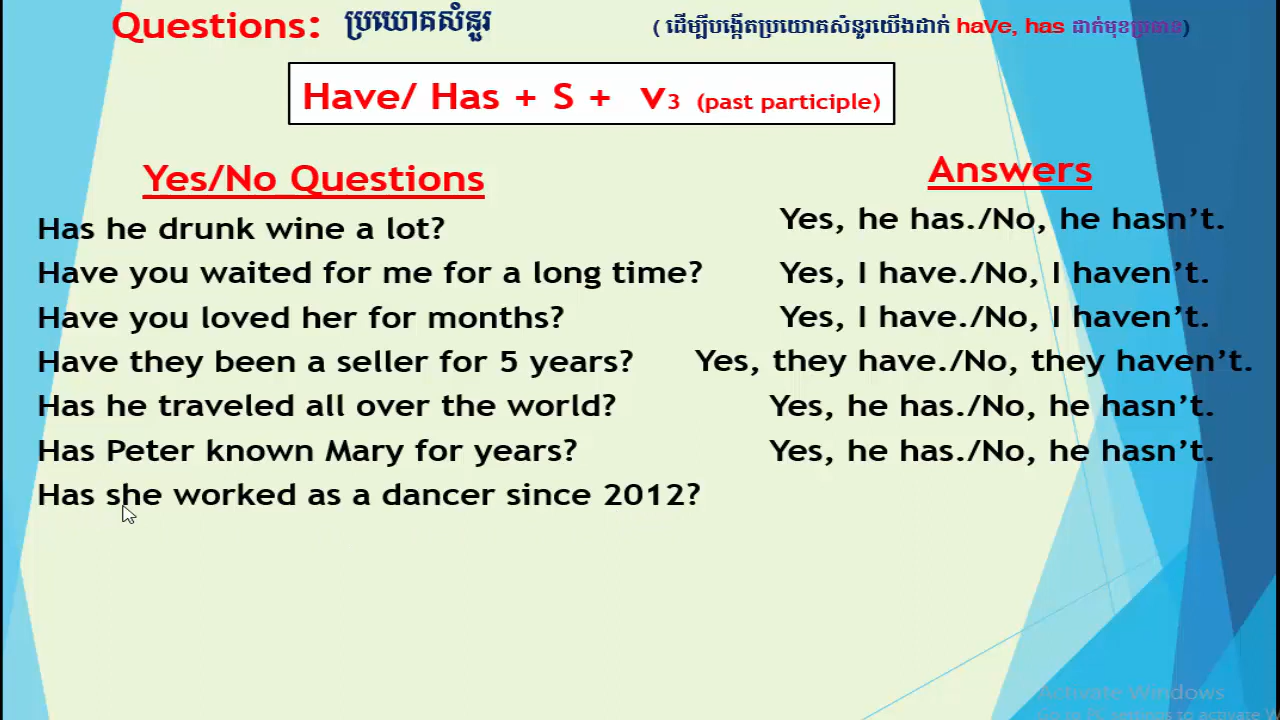 Questions: ប្រយោគសំនួរ ( ដើម្បីបង្កើតប្រយោគសំនួរយើងដាក់ have, has ដាក់មុខប្រធាន)
Have/ Has + S + v3 (past participle)
Yes/No Questions Answers
Has he drunk wine a lot? Yes, he has./No, he hasn't.
Have you waited for me for a long time? Yes, I have./No, I haven't.
Have you loved her for months? Yes, I have./No, I haven't.
Have they been a seller for 5 years? Yes, they have./No, they haven't.
Has he traveled all over the world? Yes, he has./No, he hasn't.
Has Peter known Mary for years? Yes, he has./No, he hasn't.
Has she worked as a dancer since 2012?
Activate Windows
Go to PC settings to activate W